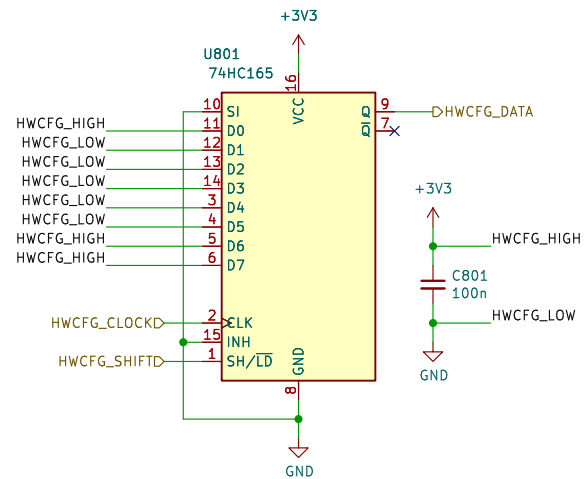 +3V3
U801
74HC165
16
VCC
10 SI
HWCFG_HIGH 11 D0
HWCFG_LOW 12 D1
HWCFG_LOW 13 D2
HWCFG_LOW 14 D3
HWCFG_LOW 3 D4
HWCFG_LOW 4 D5
HWCFG_HIGH 5 D6
HWCFG_HIGH 6 D7
HWCFG_CLOCK 2 CLK
15 INH
HWCFG_SHIFT 1 SH/LD
Q 9 HWCFG_DATA
Q 7
GND
8
GND
+3V3
HWCFG_HIGH
C801
100n
HWCFG_LOW
GND